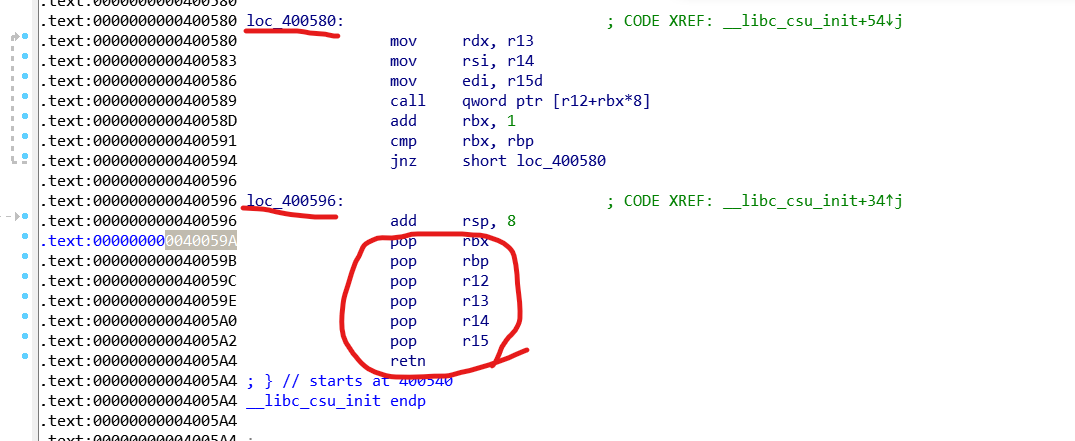 .text:0000000000400580
.text:0000000000400580 loc_400580: ; CODE XREF: __libc_csu_init+54↓j
.text:0000000000400580 mov rdx, r13
.text:0000000000400583 mov rsi, r14
.text:0000000000400586 mov edi, r15d
.text:0000000000400589 call qword ptr [r12+rbx*8]
.text:000000000040058D add rbx, 1
.text:0000000000400591 cmp rbx, rbp
.text:0000000000400594 jnz short loc_400580
.text:0000000000400596
.text:0000000000400596 loc_400596: ; CODE XREF: __libc_csu_init+34↑j
.text:0000000000400596 add rsp, 8
.text:000000000040059A pop rbx
.text:000000000040059B pop rbp
.text:000000000040059C pop r12
.text:000000000040059E pop r13
.text:00000000004005A0 pop r14
.text:00000000004005A2 pop r15
.text:00000000004005A4 retn
.text:00000000004005A4 ; } // starts at 400540
.text:00000000004005A4 __libc_csu_init endp
.text:00000000004005A4
.text:00000000004005A4 ;